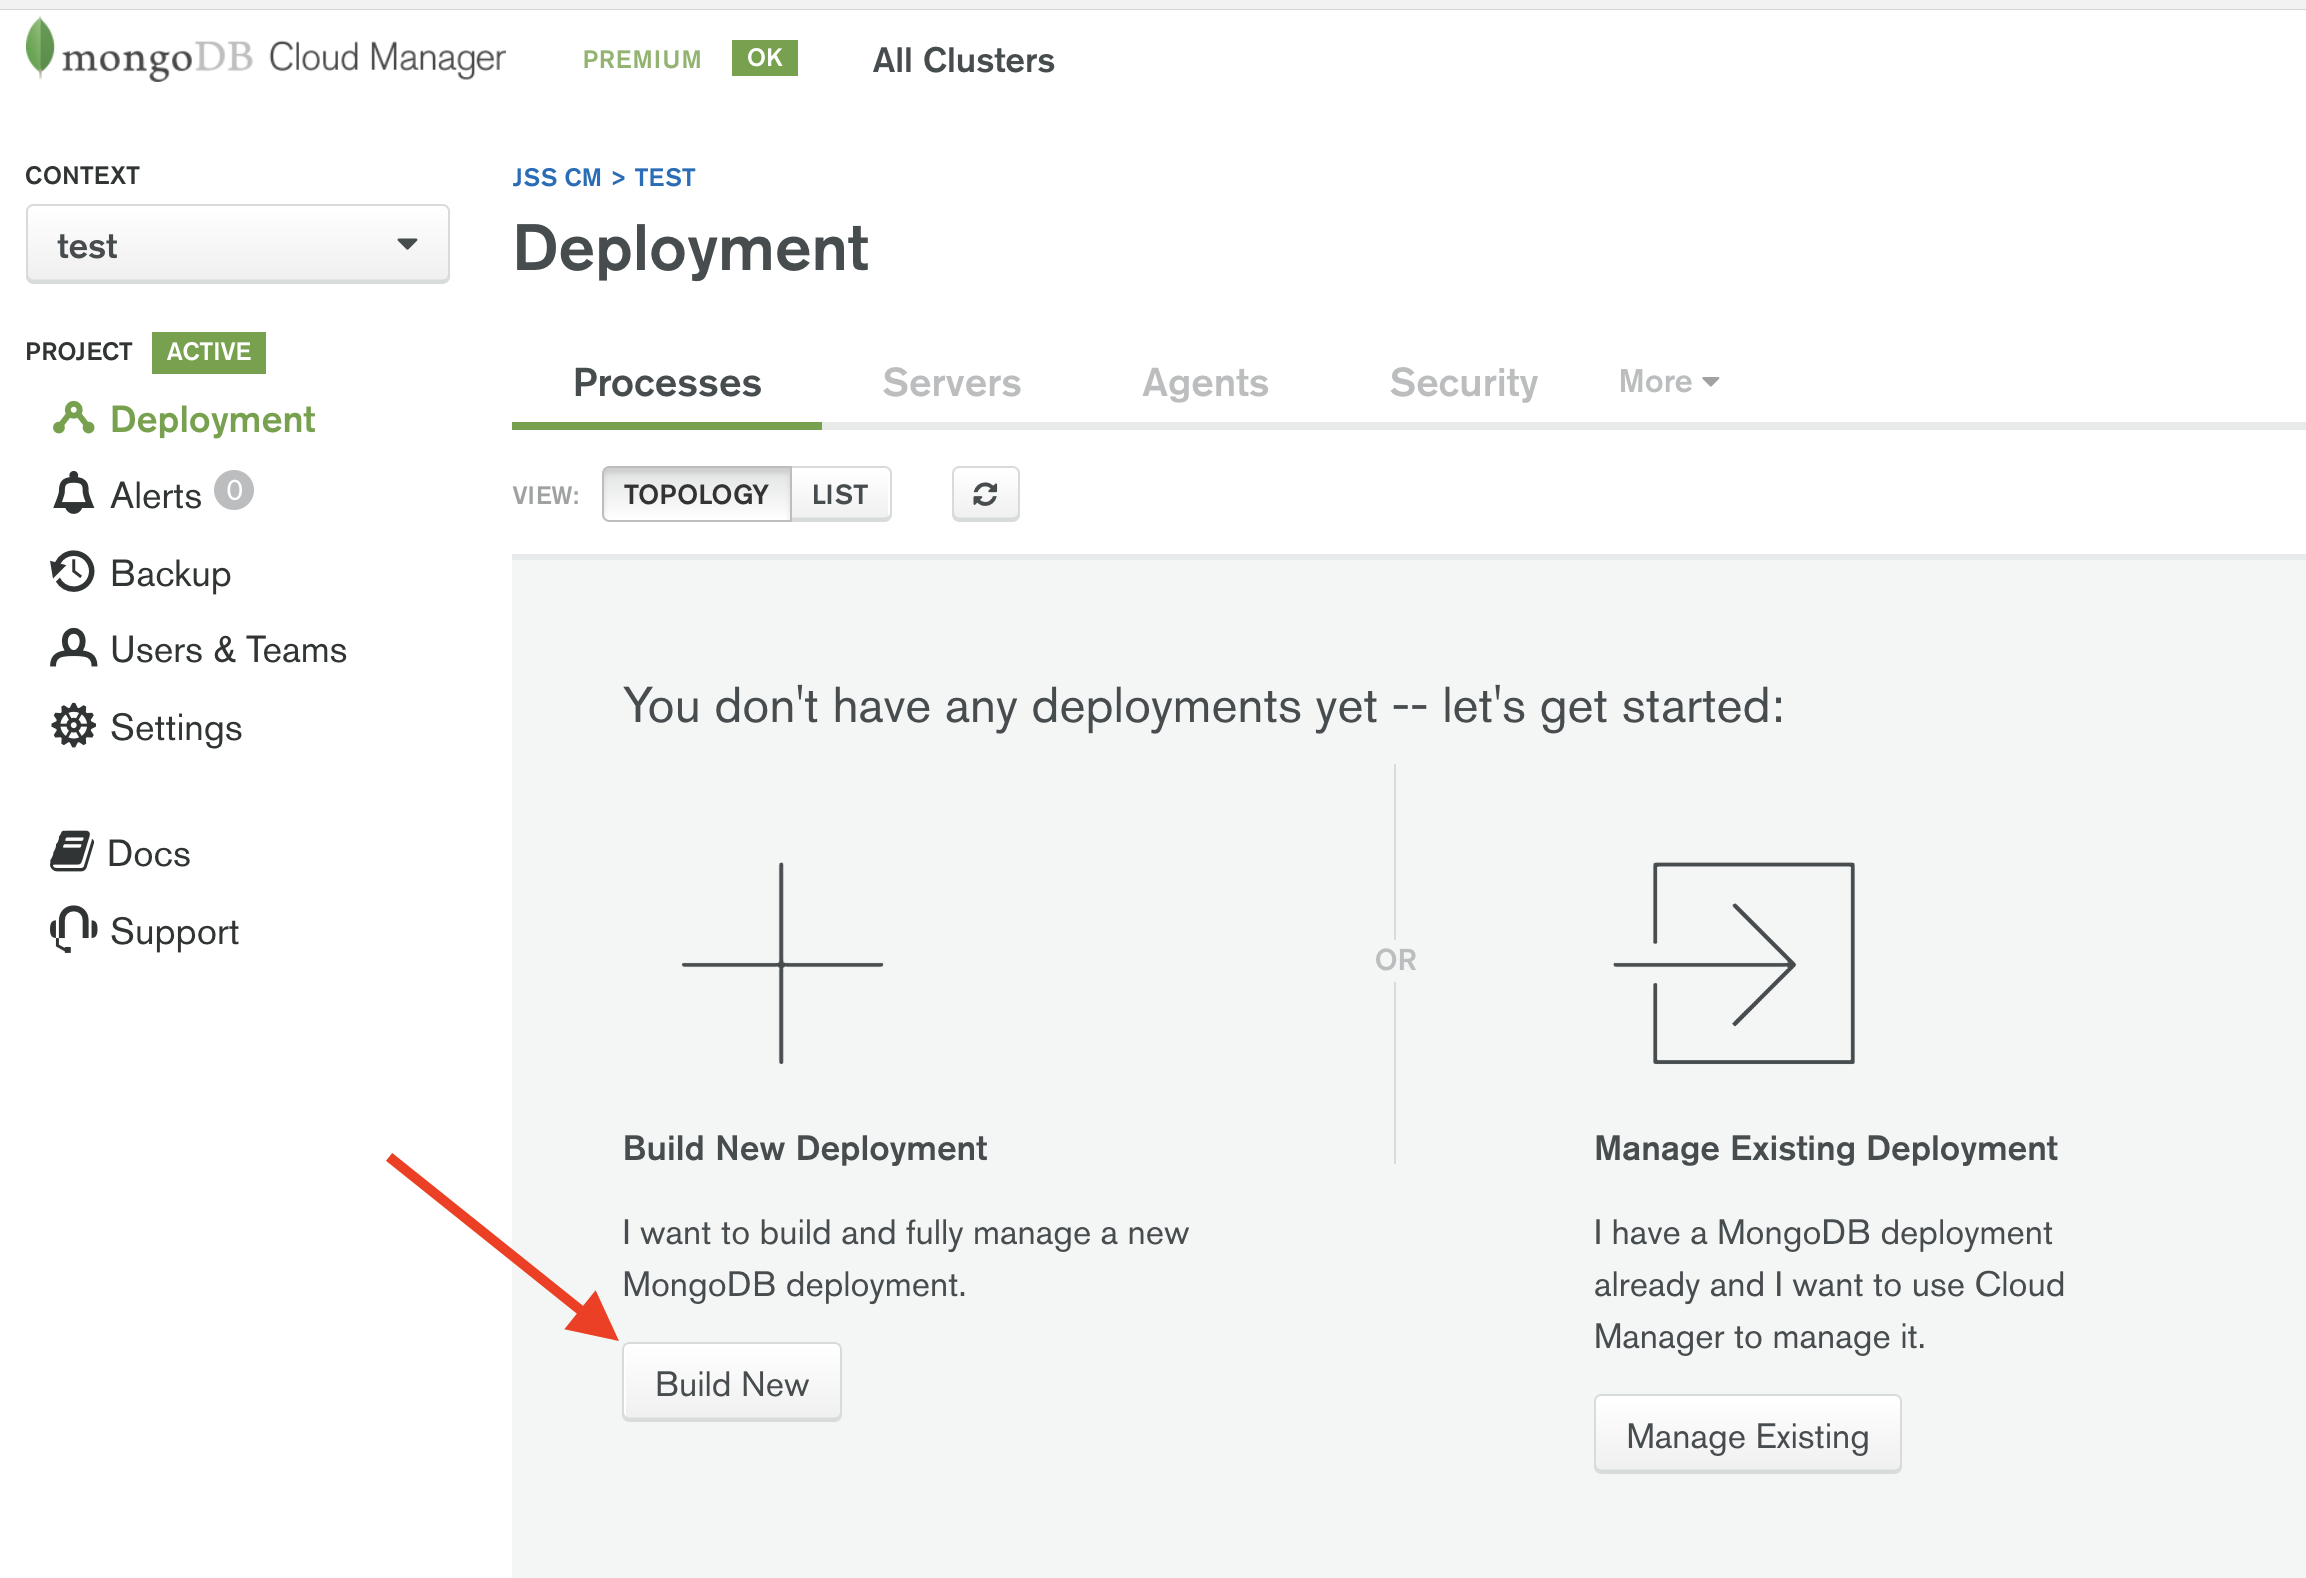 mongoDB Cloud Manager
PREMIUM
OK
All Clusters
CONTEXT
test
PROJECT
ACTIVE
Deployment
Alerts
0
Backup
Users & Teams
Settings
Docs
Support
JSS CM > TEST
Deployment
Processes
Servers
Agents
Security
More
VIEW:
TOPOLOGY
LIST
You don't have any deployments yet -- let's get started:
Build New Deployment
I want to build and fully manage a new
MongoDB deployment.
Build New
OR
Manage Existing Deployment
I have a MongoDB deployment
already and I want to use Cloud
Manager to manage it.
Manage Existing